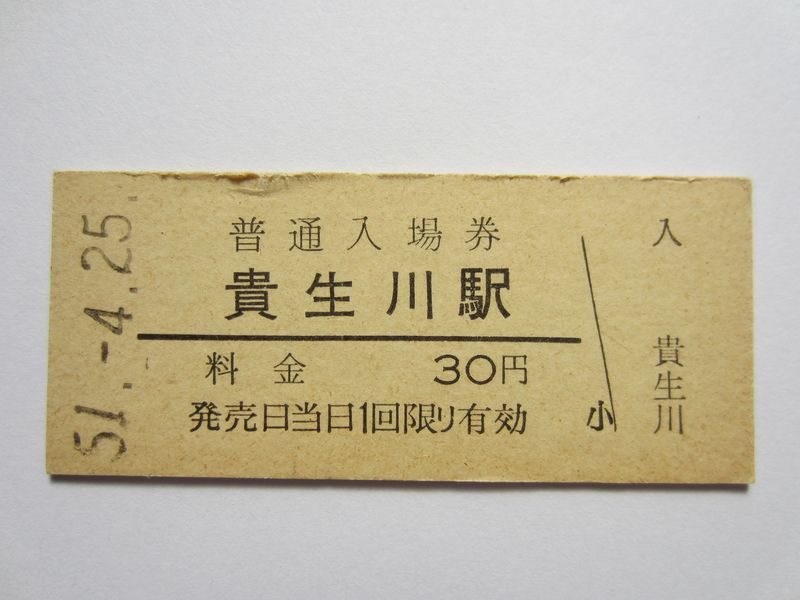 51.-4.25.
普通入場券
貴生川駅
料金 30円
発売日当日1回限り有効
小
入
貴生川